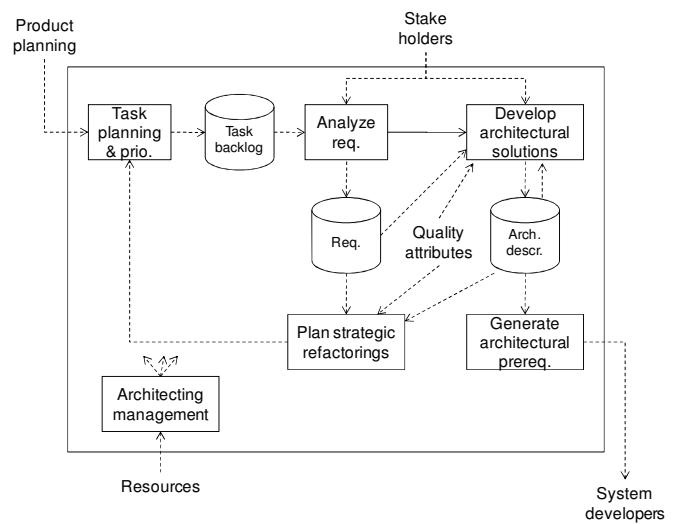 Product
planning
Stake
holders
Task
planning
& prio.
Task
backlog
Analyze
req.
Develop
architectural
solutions
Req.
Quality
attributes
Arch.
descr.
Plan strategic
refactorings
Generate
architectural
prereq.
Architecting
management
Resources
System
developers